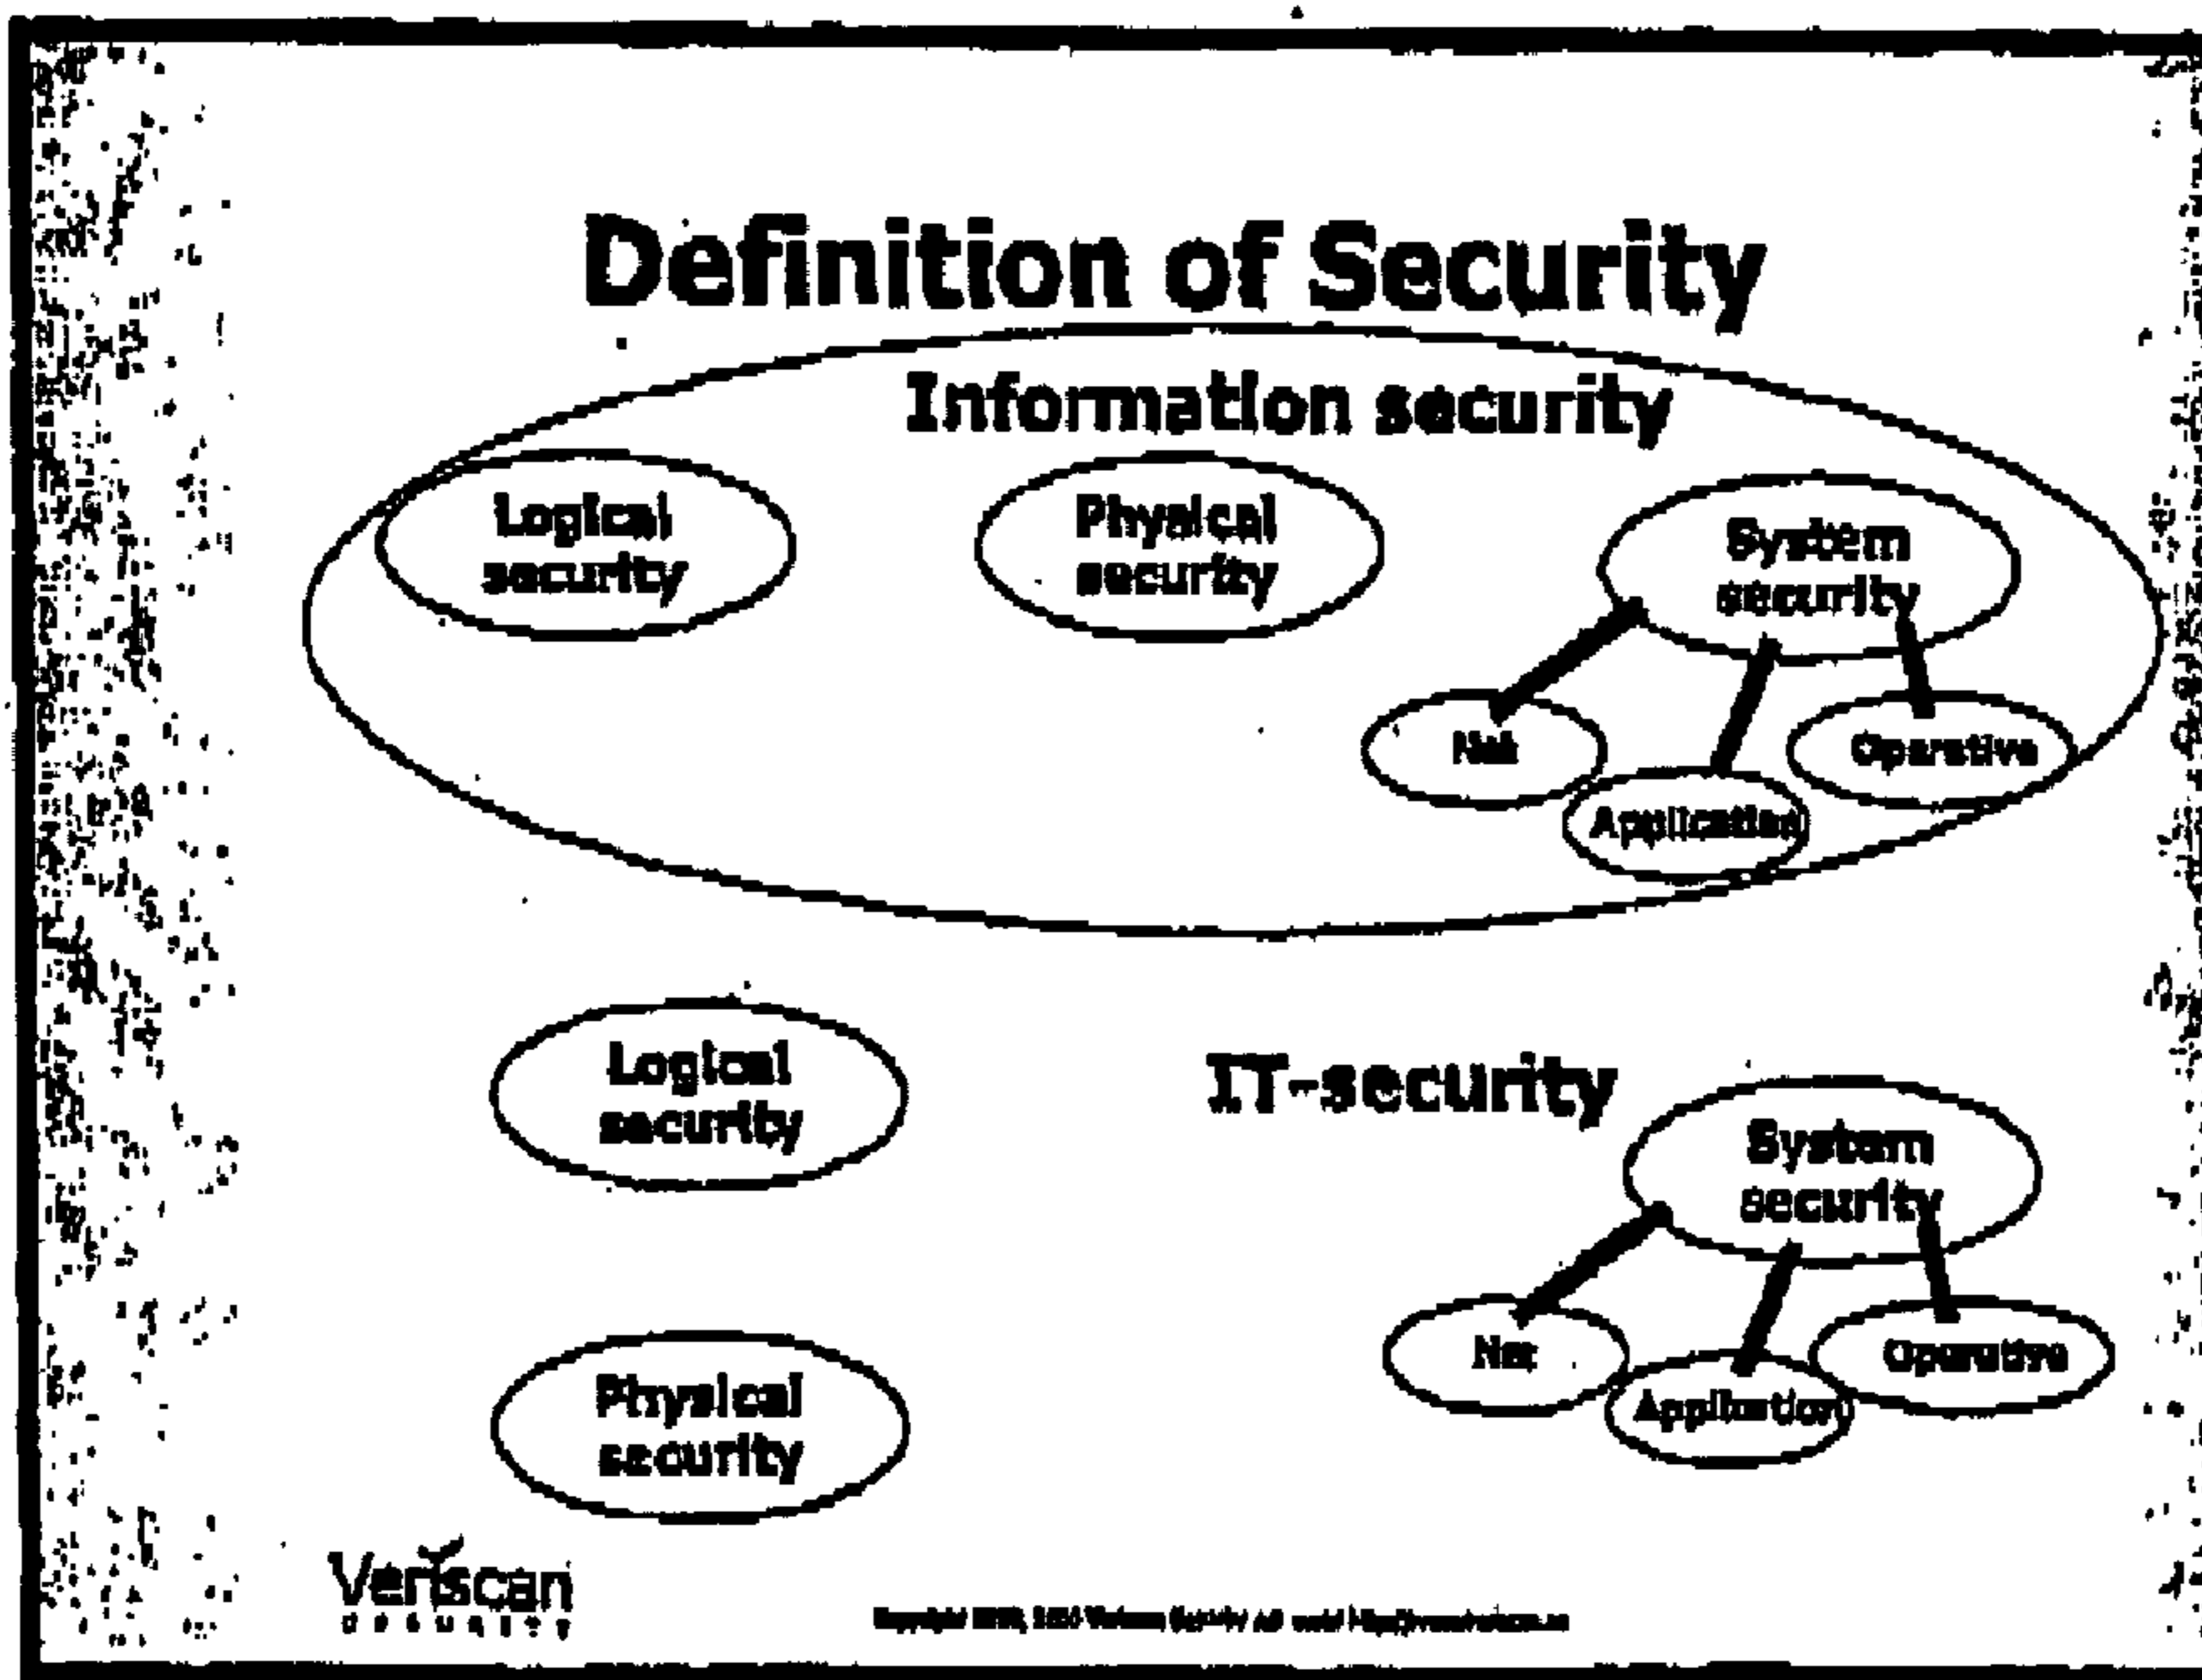 Definition of Security
Information security
Logical
security
Physical
security
System
security
Net
Operative
Application
Logical
security
IT-security
System
security
Net
Operative
Application
Physical
security
Veriscan
SECURITY